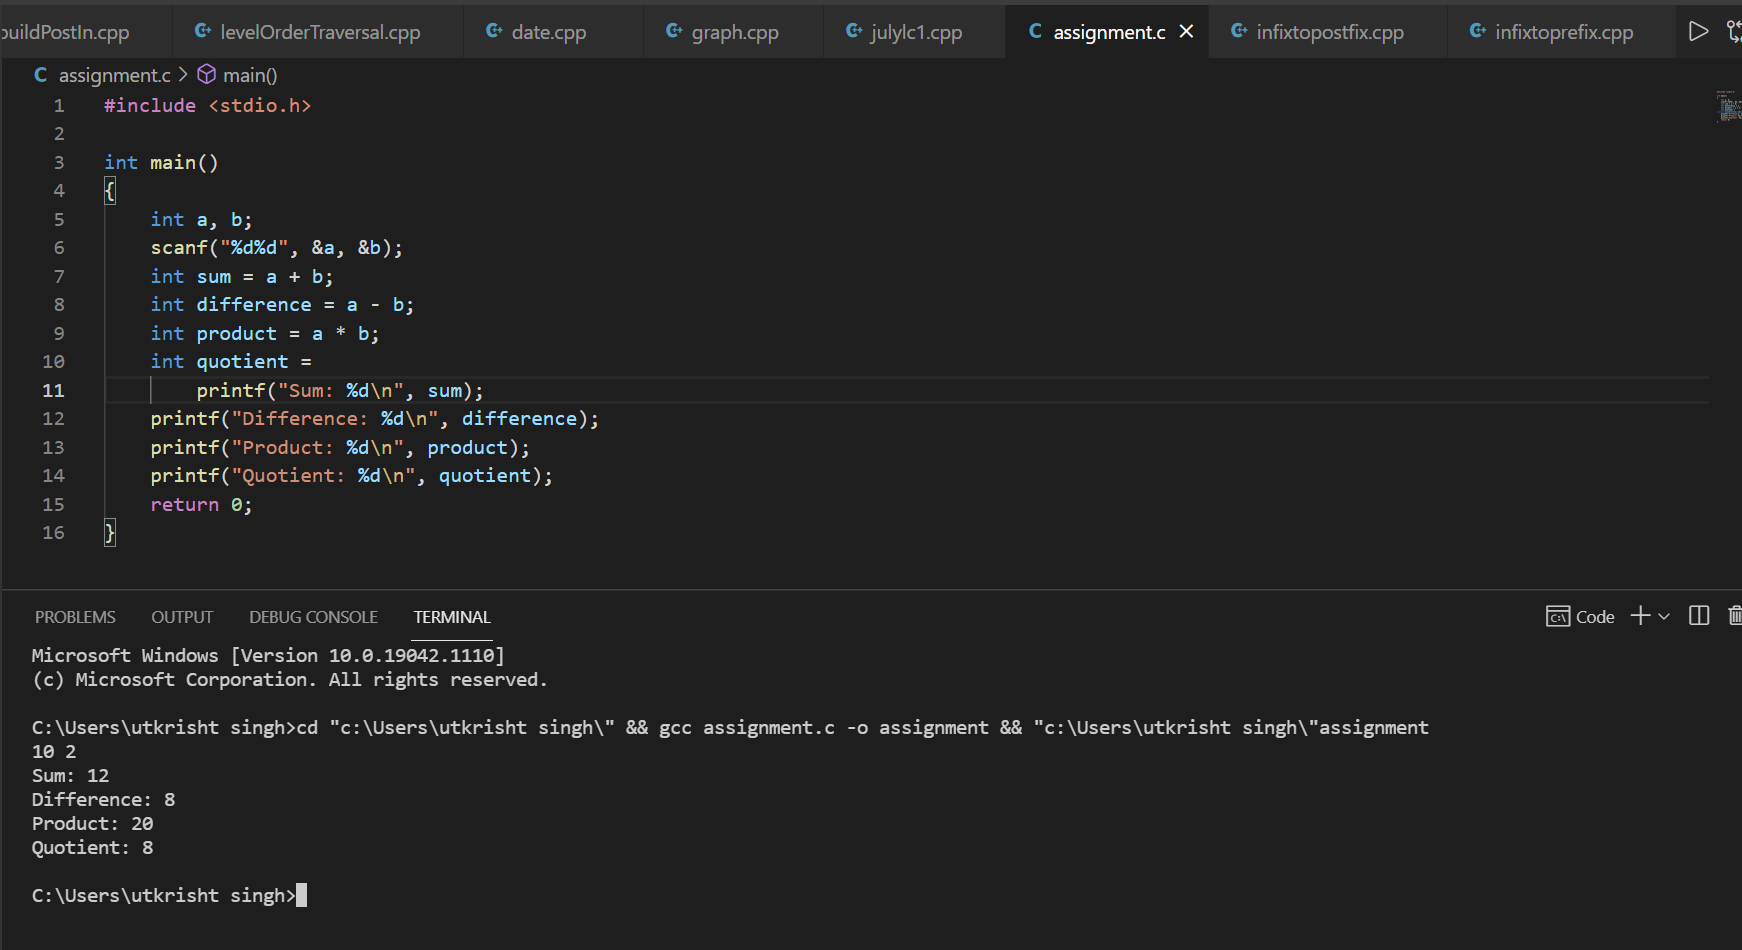 buildPostIn.cpp levelOrderTraversal.cpp date.cpp graph.cpp julylc1.cpp C assignment.c infixtopostfix.cpp infixtoprefix.cpp
C assignment.c > main()
1 #include <stdio.h>
2
3 int main()
4 {
5     int a, b;
6     scanf("%d%d", &a, &b);
7     int sum = a + b;
8     int difference = a - b;
9     int product = a * b;
10     int quotient =
11         printf("Sum: %d\n", sum);
12     printf("Difference: %d\n", difference);
13     printf("Product: %d\n", product);
14     printf("Quotient: %d\n", quotient);
15     return 0;
16 }
PROBLEMS OUTPUT DEBUG CONSOLE TERMINAL Code
Microsoft Windows [Version 10.0.19042.1110]
(c) Microsoft Corporation. All rights reserved.
C:\Users\utkrisht singh>cd "c:\Users\utkrisht singh\" && gcc assignment.c -o assignment && "c:\Users\utkrisht singh\"assignment
10 2
Sum: 12
Difference: 8
Product: 20
Quotient: 8
C:\Users\utkrisht singh>